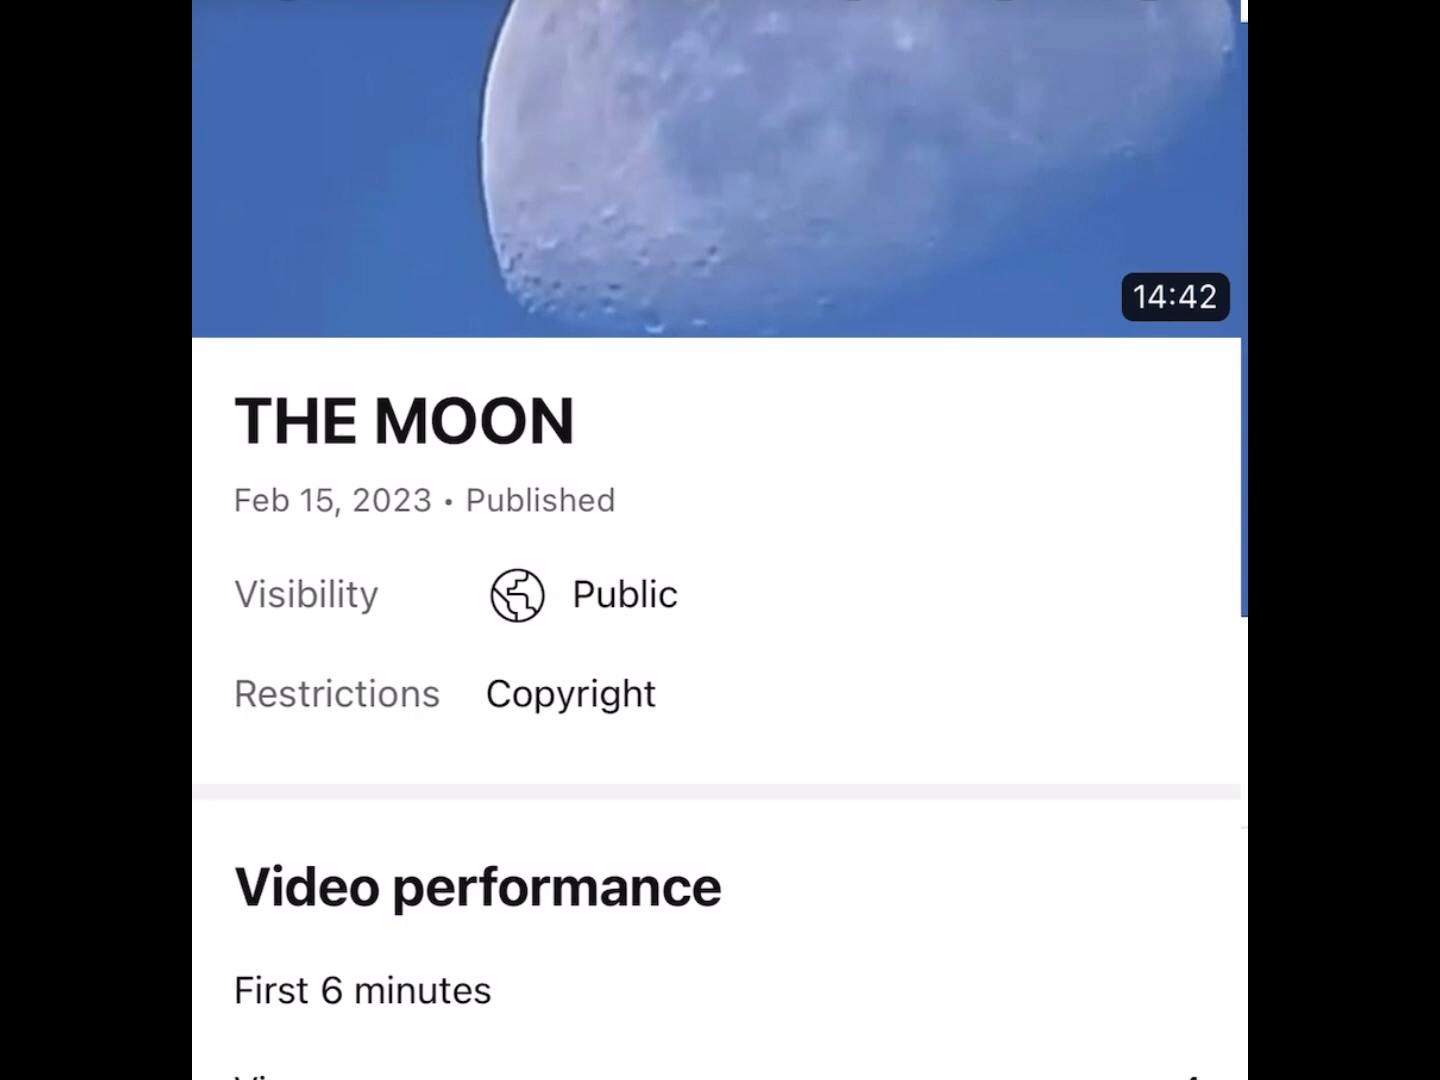 14:42
THE MOON
Feb 15, 2023 • Published
Visibility Public
Restrictions Copyright
Video performance
First 6 minutes